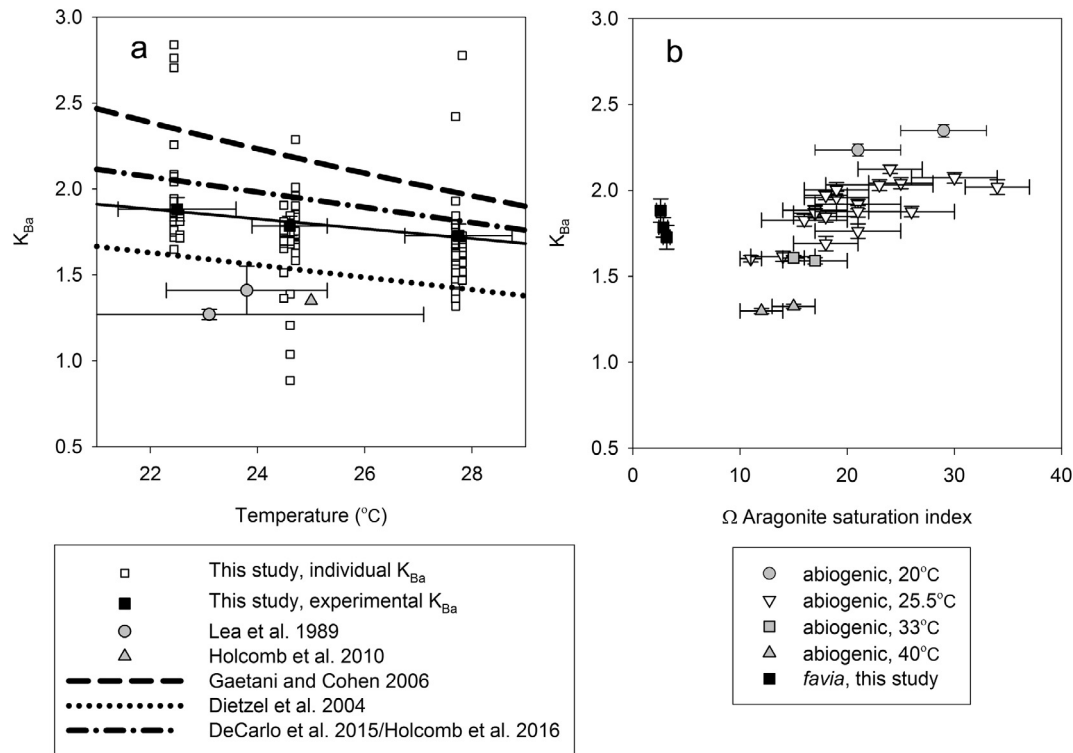 a
3.0
2.5
2.0
1.5
1.0
0.5
K_Ba
22
24
26
28
Temperature (°C)
This study, individual K_Ba
This study, experimental K_Ba
Lea et al. 1989
Holcomb et al. 2010
Gaetani and Cohen 2006
Dietzel et al. 2004
DeCarlo et al. 2015/Holcomb et al. 2016
b
3.0
2.5
2.0
1.5
1.0
0.5
K_Ba
0
10
20
30
40
Ω Aragonite saturation index
abiogenic, 20°C
abiogenic, 25.5°C
abiogenic, 33°C
abiogenic, 40°C
favia, this study